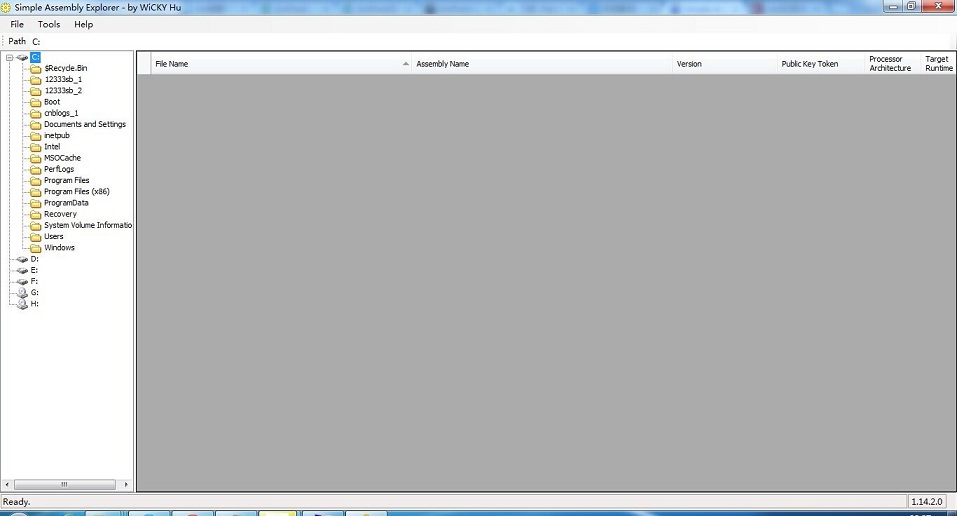 Simple Assembly Explorer - by WiCKY Hu
File Tools Help
Path C:
File Name Assembly Name Version Public Key Token Processor Architecture Target Runtime
C:
$Recycle.Bin
12333sb_1
12333sb_2
Boot
cnblogs_1
Documents and Settings
inetpub
Intel
MSOCache
PerfLogs
Program Files
Program Files (x86)
ProgramData
Recovery
System Volume Informatio
Users
Windows
D:
E:
F:
G:
H:
Ready. 1.14.2.0